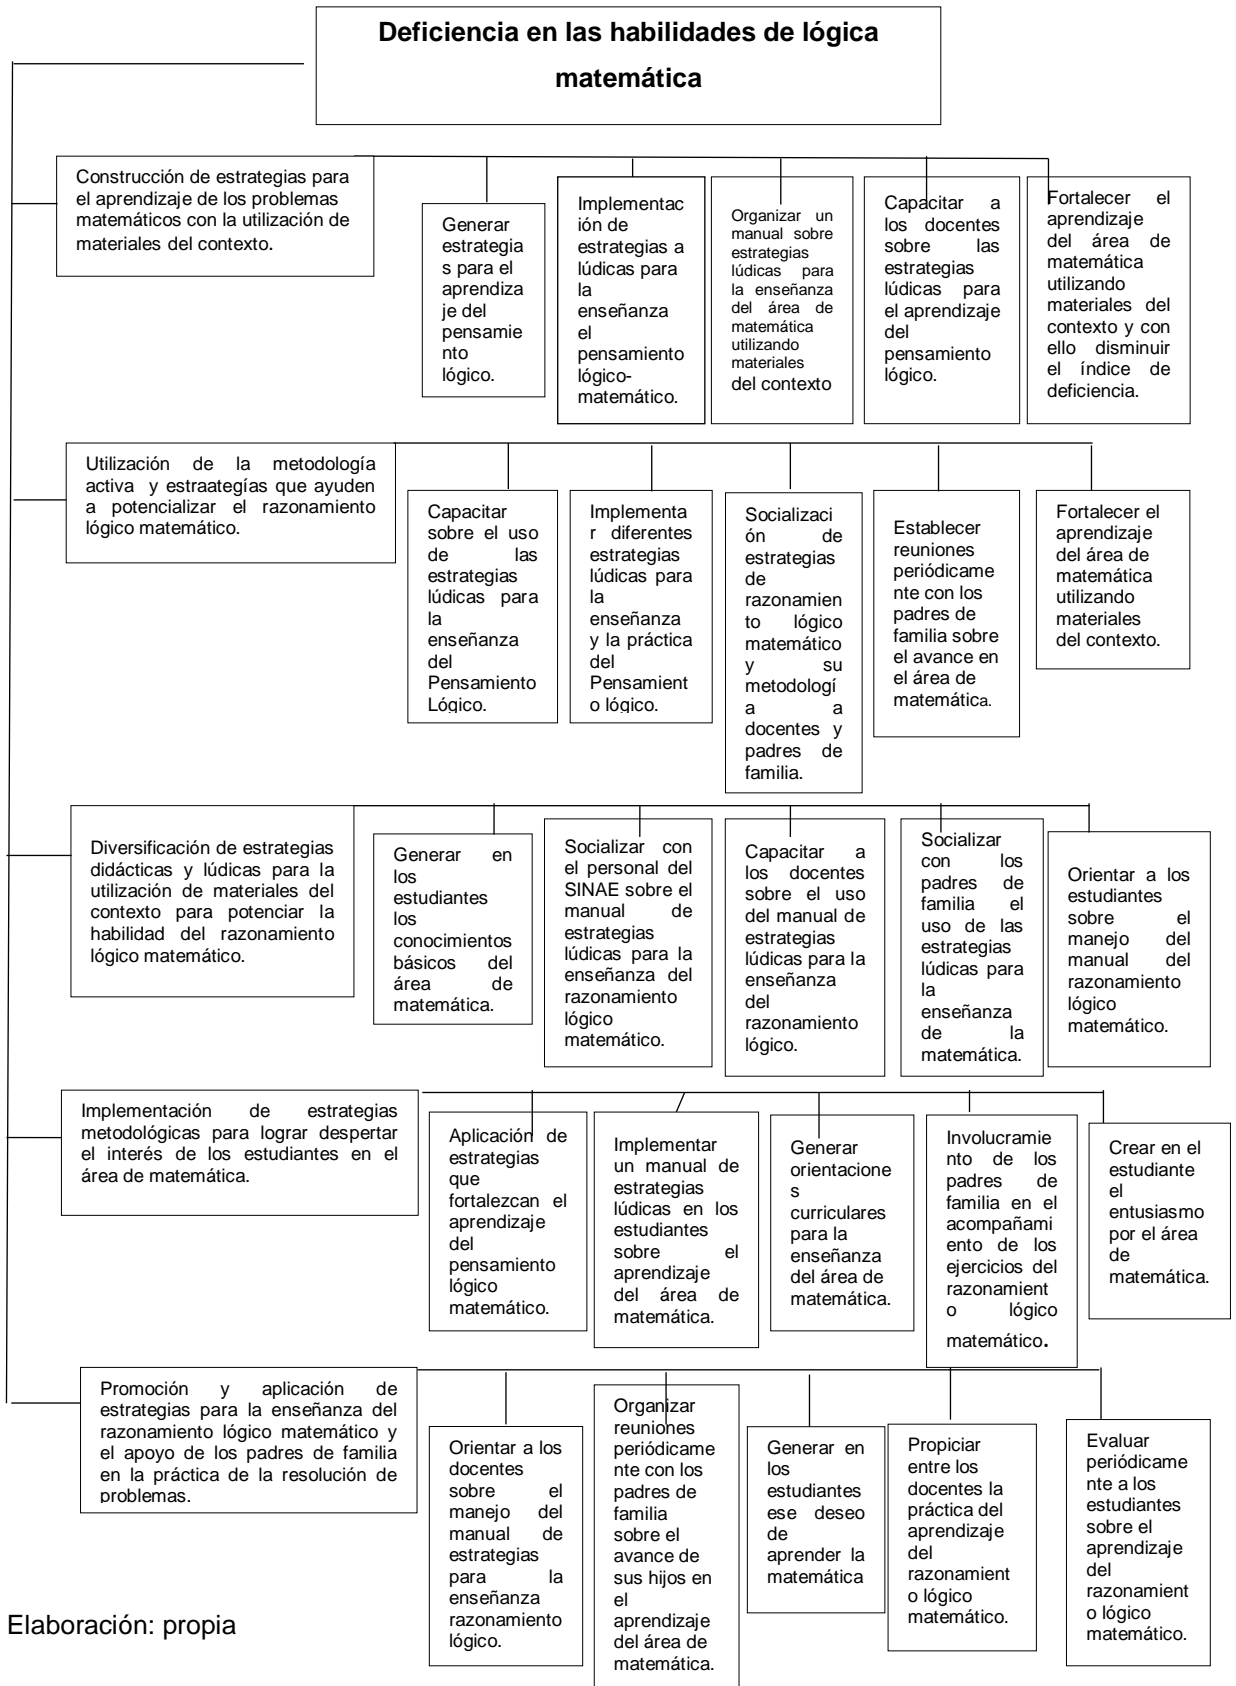 Deficiencia en las habilidades de lógica
matemática
Construcción de estrategias para
el aprendizaje de los problemas
matemáticos con la utilización de
materiales del contexto.
Generar
estrategia
s para el
aprendiza
je del
pensamie
nto
lógico.
Implementac
ión de
estrategias a
lúdicas para
la
enseñanza
el
pensamiento
lógico-
matemático.
Organizar un
manual sobre
estrategias
lúdicas para
la enseñanza
del área de
matemática
utilizando
materiales
del contexto
Capacitar a
los docentes
sobre las
estrategias
lúdicas para
el aprendizaje
del
pensamiento
lógico.
Fortalecer el
aprendizaje
del área de
matemática
utilizando
materiales del
contexto y con
ello disminuir
el índice de
deficiencia.
Utilización de la metodología
activa y estraategías que ayuden
a potencializar el razonamiento
lógico matemático.
Capacitar
sobre el uso
de las
estrategias
lúdicas para
la
enseñanza
del
Pensamiento
Lógico.
Implementa
r diferentes
estrategias
lúdicas para
la
enseñanza
y la práctica
del
Pensamient
o lógico.
Socializaci
ón de
estrategias
de
razonamien
to lógico
matemático
y su
metodologí
a a
docentes y
padres de
familia.
Establecer
reuniones
periódicame
nte con los
padres de
familia sobre
el avance en
el área de
matemática.
Fortalecer el
aprendizaje
del área de
matemática
utilizando
materiales
del contexto.
Diversificación de estrategias
didácticas y lúdicas para la
utilización de materiales del
contexto para potenciar la
habilidad del razonamiento
lógico matemático.
Generar en
los
estudiantes
los
conocimientos
básicos del
área de
matemática.
Socializar con
el personal del
SINAE sobre el
manual de
estrategias
lúdicas para la
enseñanza del
razonamiento
lógico
matemático.
Capacitar a
los docentes
sobre el uso
del manual de
estrategias
lúdicas para la
enseñanza
del
razonamiento
lógico.
Socializar
con los
padres de
familia el
uso de las
estrategias
lúdicas para
la
enseñanza
de la
matemática.
Orientar a los
estudiantes
sobre el
manejo del
manual del
razonamiento
lógico
matemático.
Implementación de estrategias
metodológicas para lograr despertar
el interés de los estudiantes en el
área de matemática.
Aplicación de
estrategias
que
fortalezcan el
aprendizaje
del
pensamiento
lógico
matemático.
Implementar
un manual de
estrategias
lúdicas en los
estudiantes
sobre el
aprendizaje
del área de
matemática.
Generar
orientacione
s
curriculares
para la
enseñanza
del área de
matemática.
Involucramie
nto de los
padres de
familia en el
acompañami
ento de los
ejercicios del
razonamient
o lógico
matemático.
Crear en el
estudiante
el
entusiasmo
por el área
de
matemática.
Promoción y aplicación de
estrategias para la enseñanza del
razonamiento lógico matemático y
el apoyo de los padres de familia
en la práctica de la resolución de
problemas.
Orientar a los
docentes
sobre el
manejo del
manual de
estrategias
para la
enseñanza
razonamiento
lógico.
Organizar
reuniones
periódicame
nte con los
padres de
familia
sobre el
avance de
sus hijos en
el
aprendizaje
del área de
matemática.
Generar en
los
estudiantes
ese deseo
de
aprender la
matemática
Propiciar
entre los
docentes la
práctica del
aprendizaje
del
razonamient
o lógico
matemático.
Evaluar
periódicame
nte a los
estudiantes
sobre el
aprendizaje
del
razonamient
o lógico
matemático.
Elaboración: propia